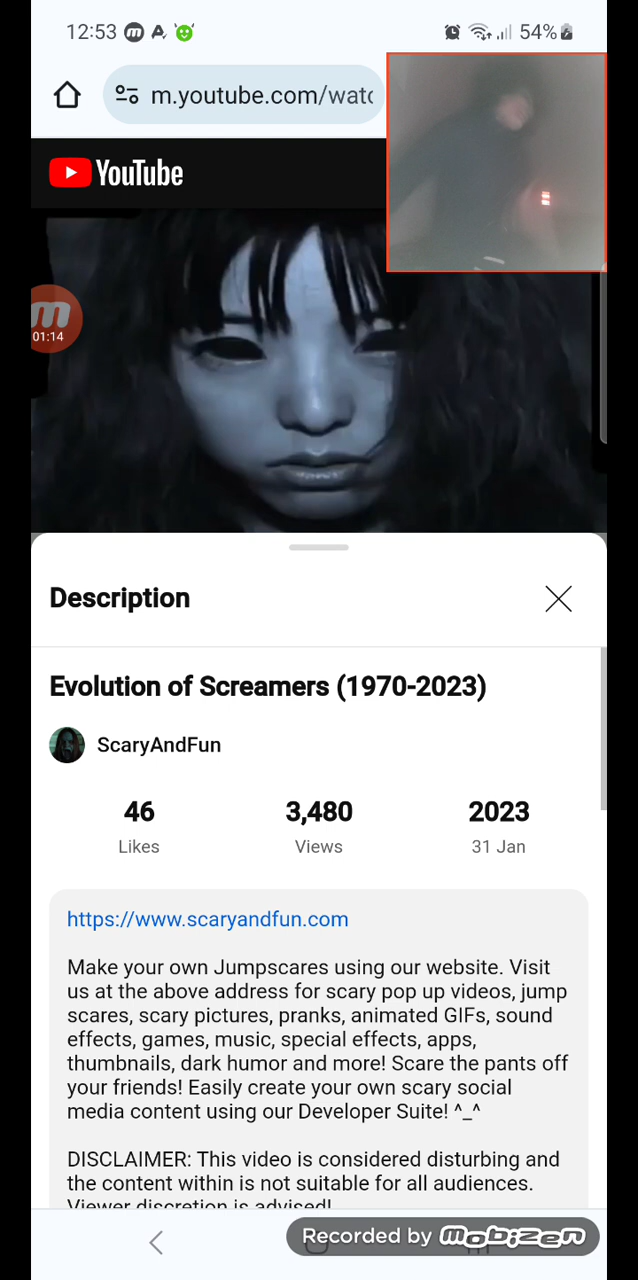 12:53
54%
m.youtube.com/watc
YouTube
01:14
Description
Evolution of Screamers (1970-2023)
ScaryAndFun
46 3,480 2023
Likes Views 31 Jan
https://www.scaryandfun.com
Make your own Jumpscares using our website. Visit
us at the above address for scary pop up videos, jump
scares, scary pictures, pranks, animated GIFs, sound
effects, games, music, special effects, apps,
thumbnails, dark humor and more! Scare the pants off
your friends! Easily create your own scary social
media content using our Developer Suite! ^_^
DISCLAIMER: This video is considered disturbing and
the content within is not suitable for all audiences.
Viewer discretion is advised!
Recorded by mobizen